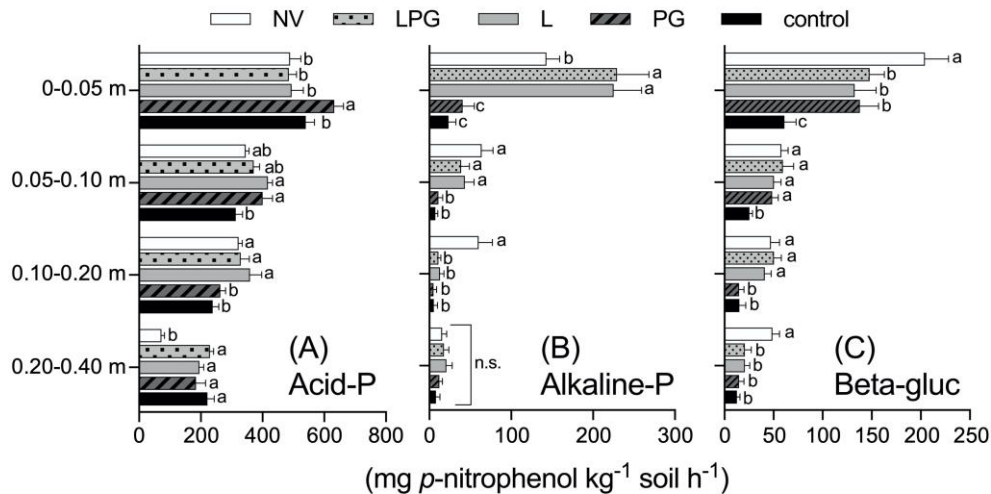 NV LPG L PG control
0-0.05 m
b
b
b
a
b
b
a
a
c
c
a
b
b
b
c
0.05-0.10 m
ab
ab
a
a
b
a
a
a
b
b
a
a
a
a
b
0.10-0.20 m
a
a
a
b
b
a
b
b
b
b
a
a
a
b
b
0.20-0.40 m
b
a
a
a
a
n.s.
a
b
b
b
b
(A)
Acid-P
(B)
Alkaline-P
(C)
Beta-gluc
0 200 400 600 800
0 100 200 300
0 50 100 150 200 250
(mg p-nitrophenol kg⁻¹ soil h⁻¹)